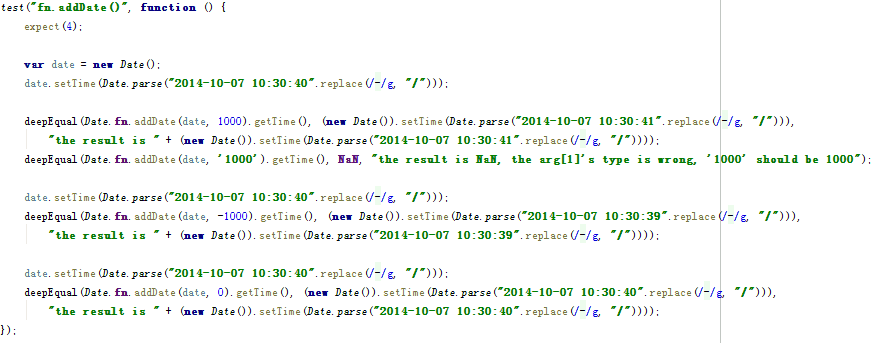 test("fn.addDate()", function () {
    expect(4);

    var date = new Date();
    date.setTime(Date.parse("2014-10-07 10:30:40".replace(/-/g, "/")));

    deepEqual(Date.fn.addDate(date, 1000).getTime(), (new Date()).setTime(Date.parse("2014-10-07 10:30:41".replace(/-/g, "/"))),
        "the result is " + (new Date()).setTime(Date.parse("2014-10-07 10:30:41".replace(/-/g, "/"))));
    deepEqual(Date.fn.addDate(date, '1000').getTime(), NaN, "the result is NaN, the arg[1]'s type is wrong, '1000' should be 1000");

    date.setTime(Date.parse("2014-10-07 10:30:40".replace(/-/g, "/")));
    deepEqual(Date.fn.addDate(date, -1000).getTime(), (new Date()).setTime(Date.parse("2014-10-07 10:30:39".replace(/-/g, "/"))),
        "the result is " + (new Date()).setTime(Date.parse("2014-10-07 10:30:39".replace(/-/g, "/"))));

    date.setTime(Date.parse("2014-10-07 10:30:40".replace(/-/g, "/")));
    deepEqual(Date.fn.addDate(date, 0).getTime(), (new Date()).setTime(Date.parse("2014-10-07 10:30:40".replace(/-/g, "/"))),
        "the result is " + (new Date()).setTime(Date.parse("2014-10-07 10:30:40".replace(/-/g, "/"))));
});